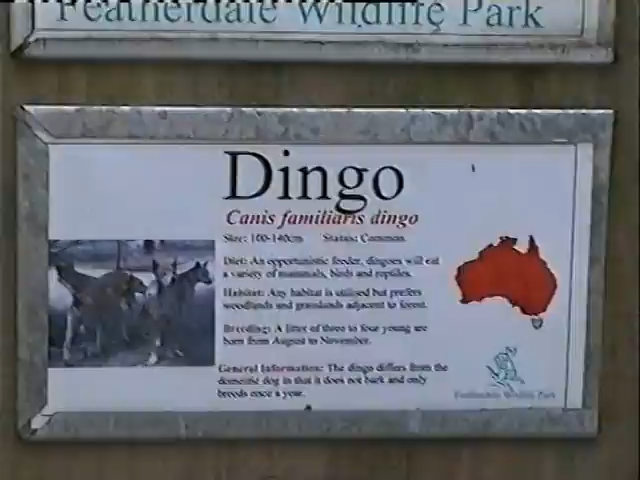 Featherdale Wildlife Park
Dingo
Canis familiaris dingo
Size: 100-140cm Status: Common
Diet: An opportunistic feeder, dingoes will eat
a variety of mammals, birds and reptiles.
Habitat: Any habitat is utilised but prefers
woodlands and grasslands adjacent to forest.
Breeding: A litter of three to four young are
born from August to November.
General Information: The dingo differs from the
domestic dog in that it does not bark and only
breeds once a year.
Featherdale Wildlife Park